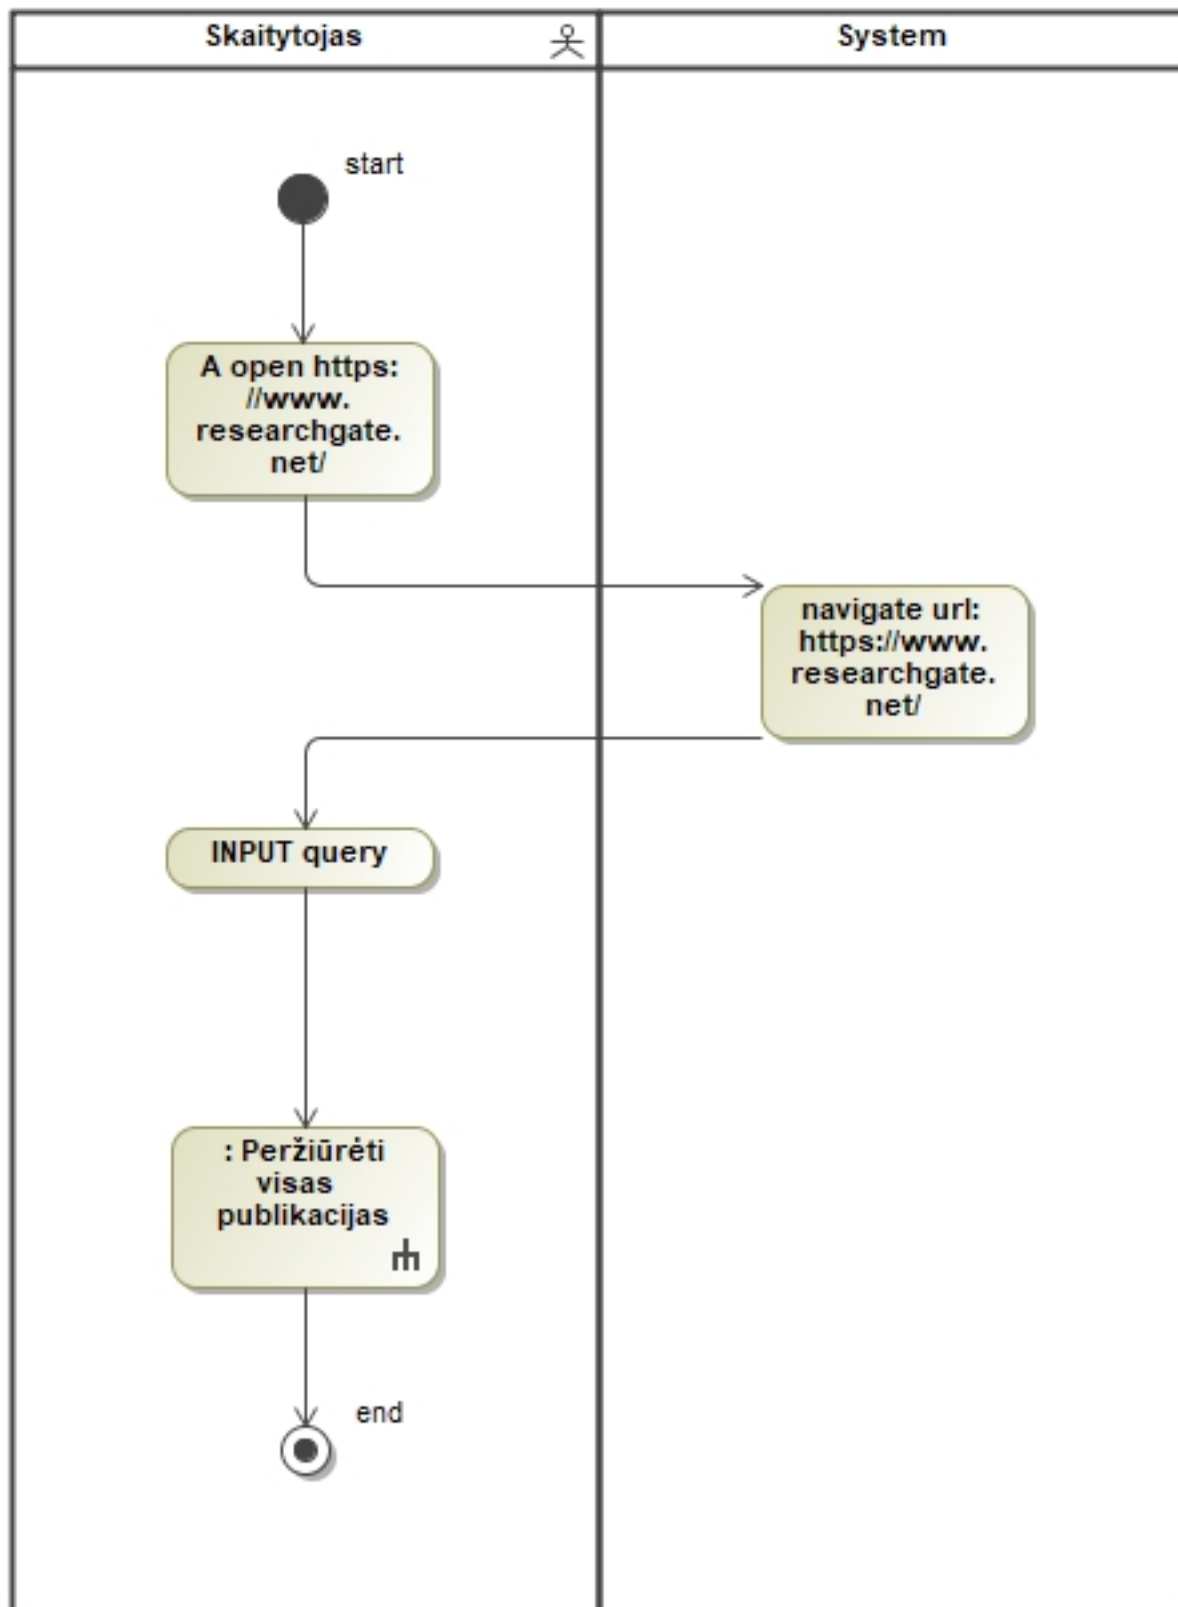 Skaitytojas
System
start
A open https:
//www.
researchgate.
net/
navigate url:
https://www.
researchgate.
net/
INPUT query
: Peržiūrėti
visas
publikacijas
end